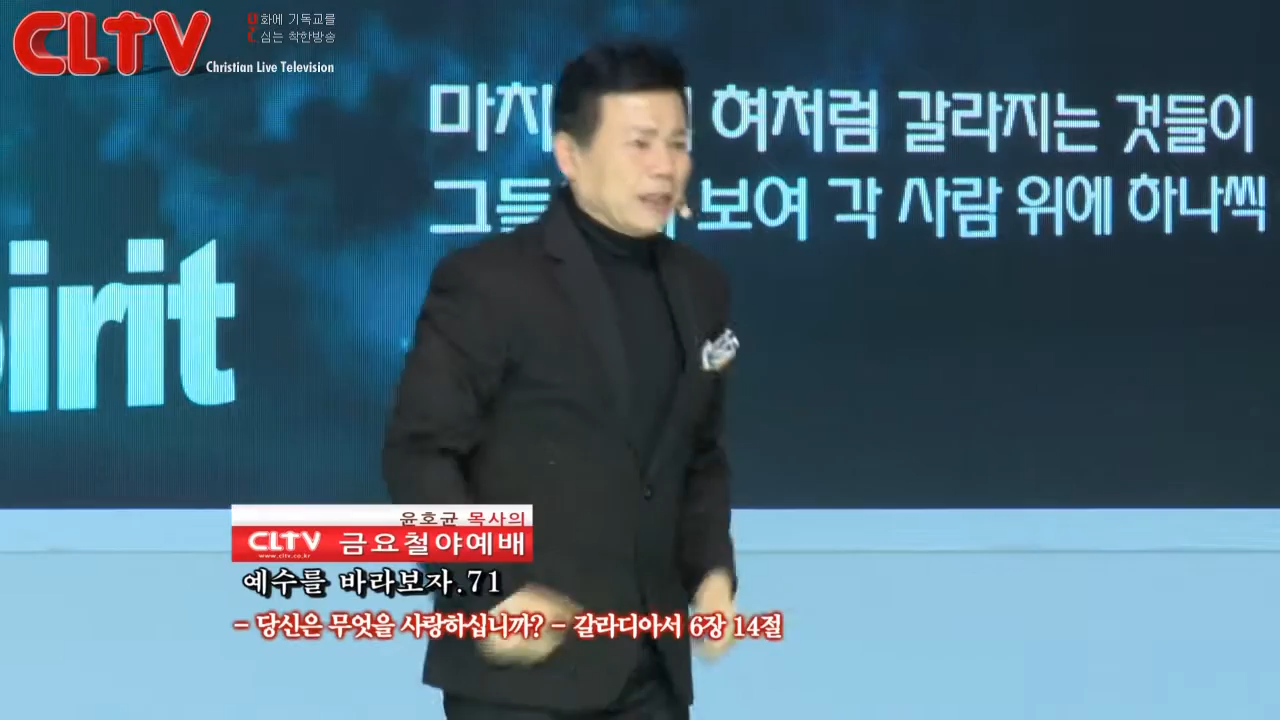 CLTV
문화에 기독교를
심는 착한방송
Christian Live Television
혀처럼 갈라지는 것들이
보여 각 사람 위에 하나씩
irit
윤호균 목사의
CLTV 금요철야예배
www.cltv.co.kr
예수를 바라보자.71
- 당신은 무엇을 사랑하십니까? - 갈라디아서 6장 14절